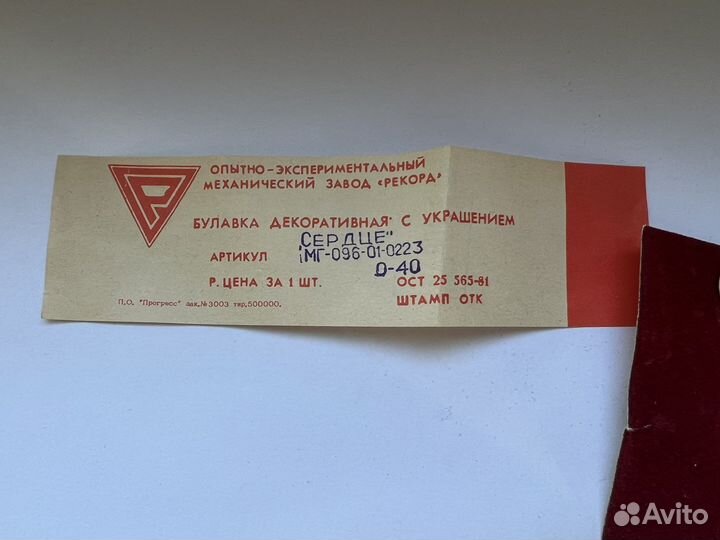 ОПЫТНО-ЭКСПЕРИМЕНТАЛЬНЫЙ
МЕХАНИЧЕСКИЙ ЗАВОД «РЕКОРД»
БУЛАВКА ДЕКОРАТИВНАЯ С УКРАШЕНИЕМ
СЕРДЦЕ"
АРТИКУЛ МГ-096-01-0223
Р. ЦЕНА ЗА 1 ШТ. 0-40 ОСТ 25 565-81
ШТАМП ОТК
П.О. "Прогресс" зак.№3003 тир.500000.
Avito